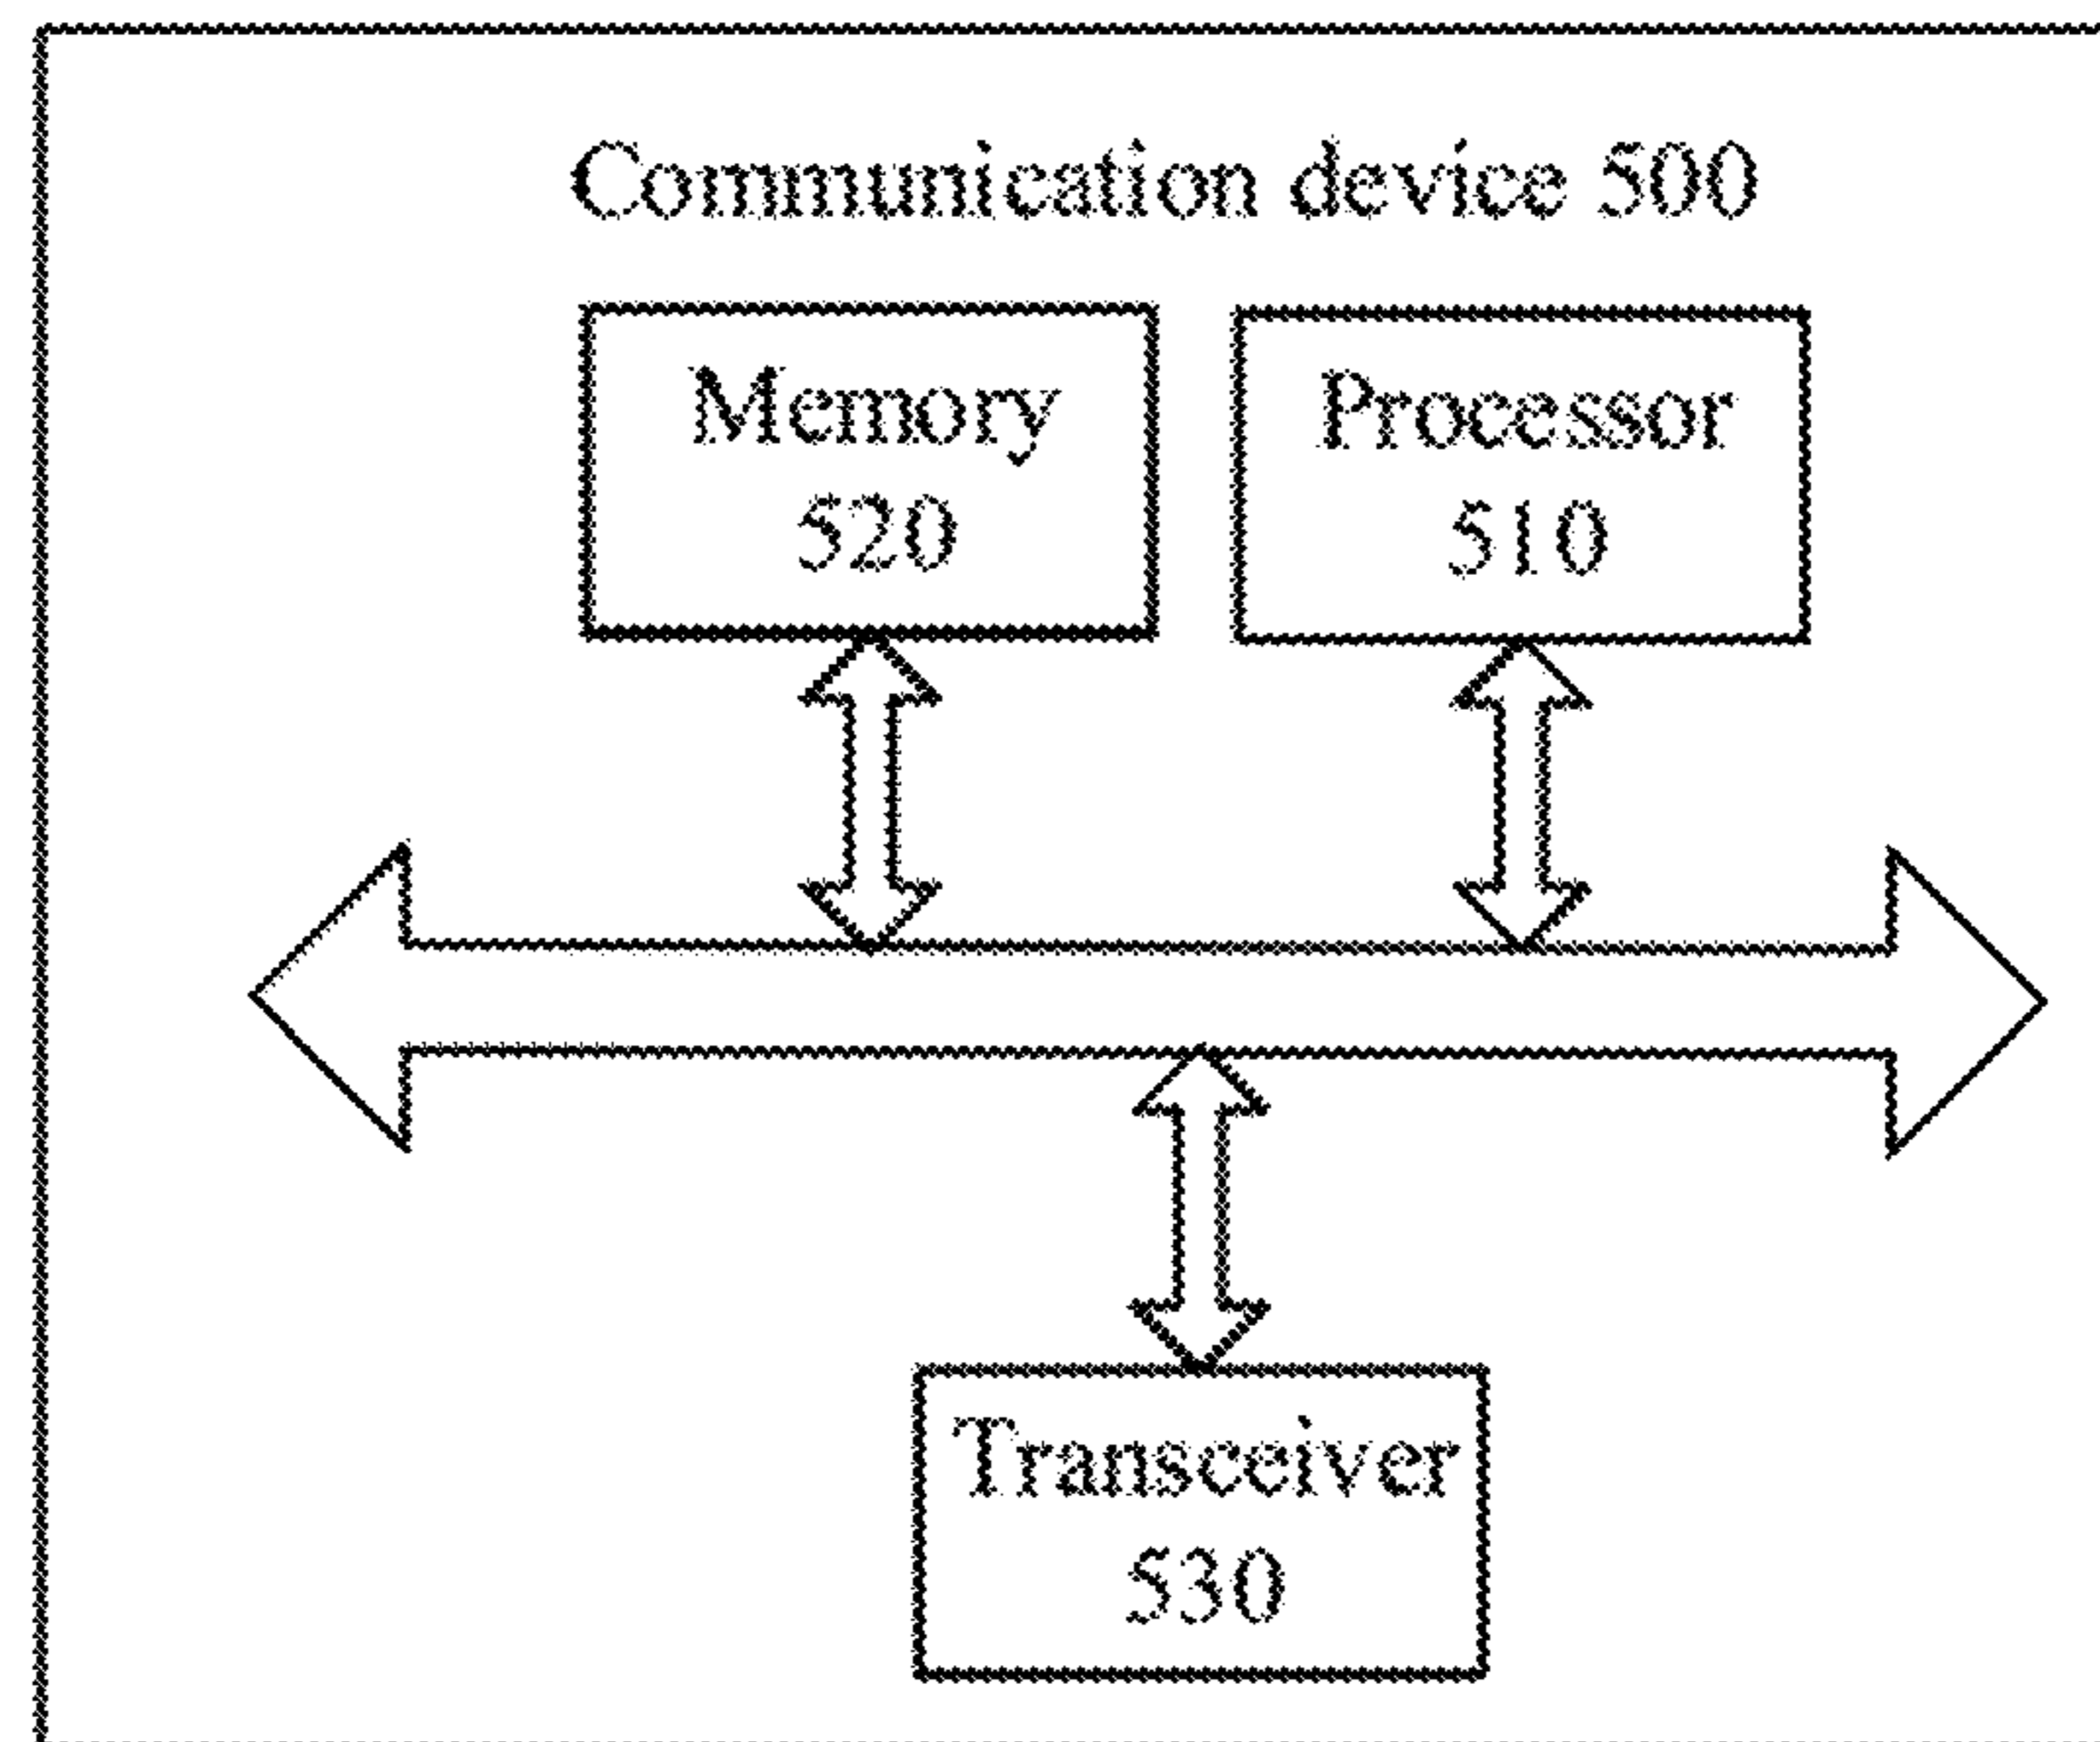 Communication device 500
Memory
520
Processor
510
Transceiver
530